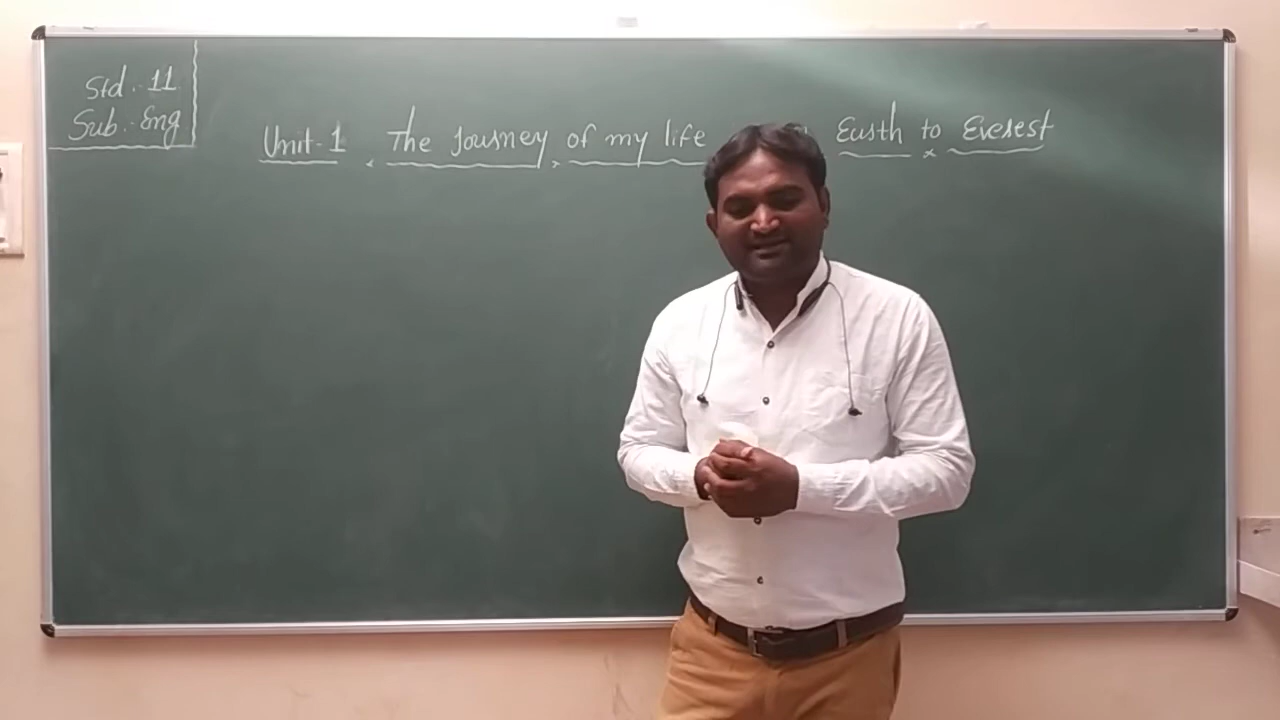 Std. - 11
Sub. - Eng
Unit - 1 The Journey of my life Earth to Everest